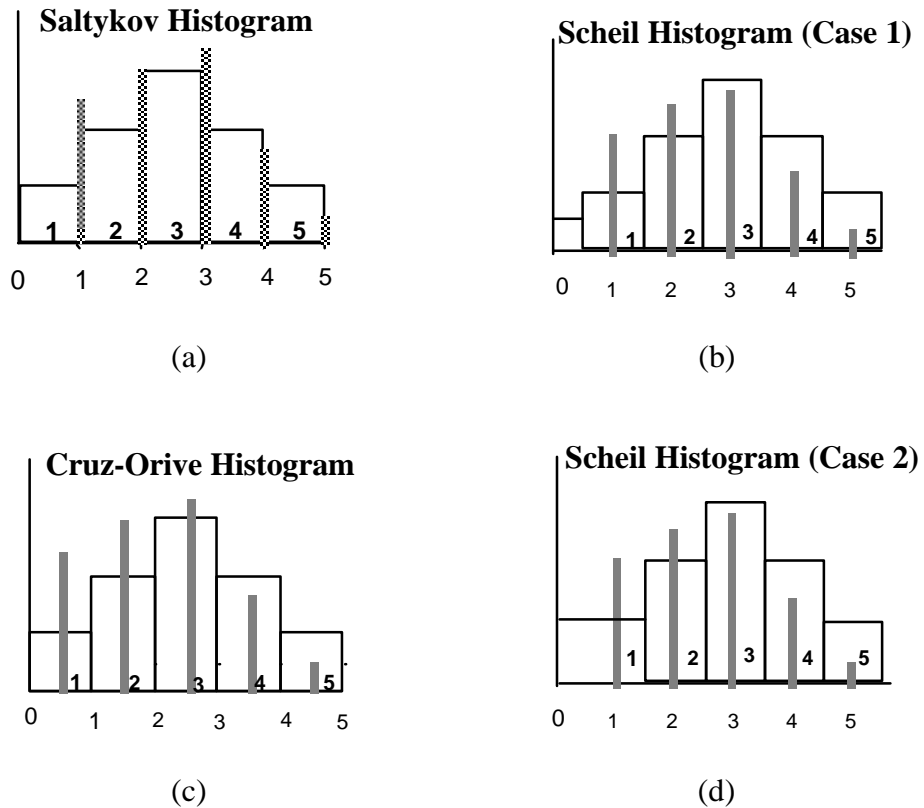 Saltykov Histogram
1 2 3 4 5
0 1 2 3 4 5
(a)
Scheil Histogram (Case 1)
1 2 3 4 5
0 1 2 3 4 5
(b)
Cruz-Orive Histogram
1 2 3 4 5
0 1 2 3 4 5
(c)
Scheil Histogram (Case 2)
1 2 3 4 5
0 1 2 3 4 5
(d)